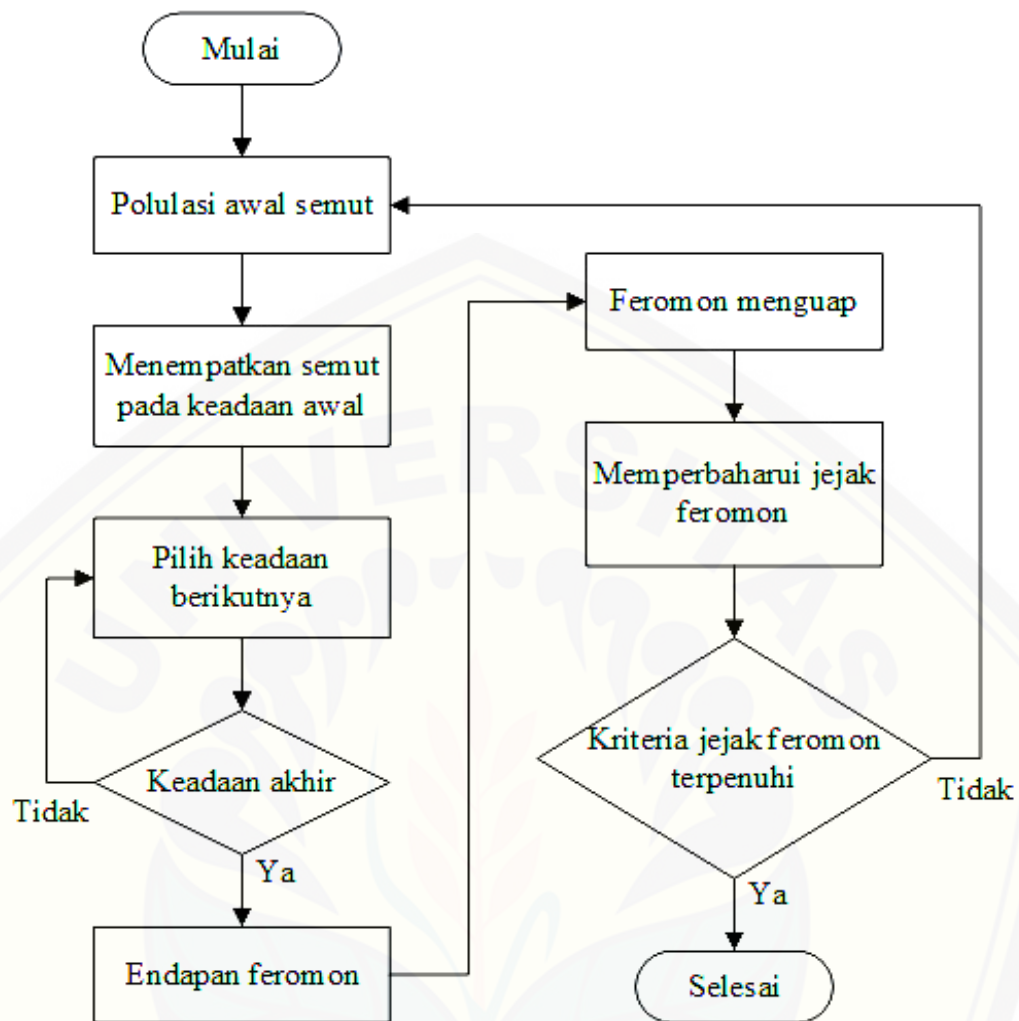 Mulai
Polulasi awal semut
Menempatkan semut
pada keadaan awal
Pilih keadaan
berikutnya
Keadaan akhir
Tidak
Ya
Endapan feromon
Feromon menguap
Memperbaharui jejak
feromon
Kriteria jejak feromon
terpenuhi
Tidak
Ya
Selesai
UNIVERSITAS